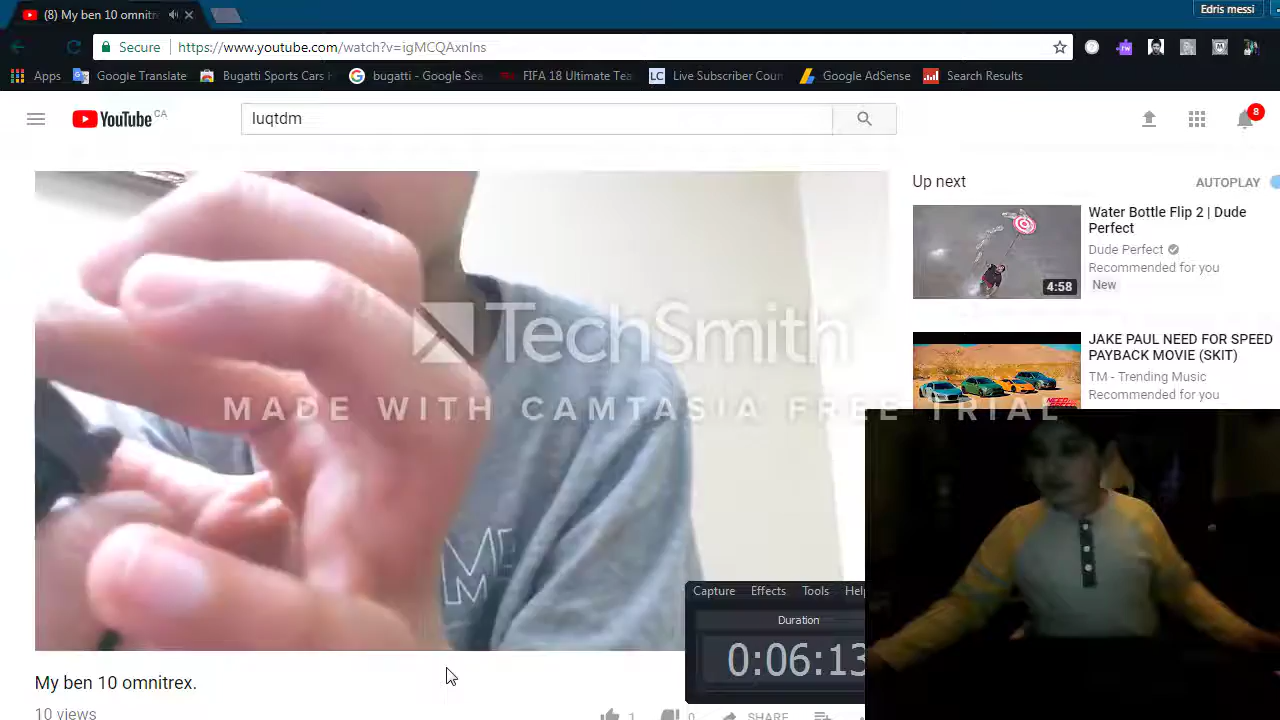 (8) My ben 10 omnitr
Edris messi
Secure https://www.youtube.com/watch?v=igMCQAxnIns
Apps Google Translate Bugatti Sports Cars bugatti - Google Sea FIFA 18 Ultimate Tea LC Live Subscriber Coun Google AdSense Search Results
YouTube CA
luqtdm
8
Up next
AUTOPLAY
Water Bottle Flip 2 | Dude
Perfect
Dude Perfect
Recommended for you
New
4:58
JAKE PAUL NEED FOR SPEED
PAYBACK MOVIE (SKIT)
TM - Trending Music
Recommended for you
TechSmith
MADE WITH CAMTASIA FREE TRIAL
Capture Effects Tools Hel
Duration
0:06:13
My ben 10 omnitrex.
10 views
1 0 SHARE